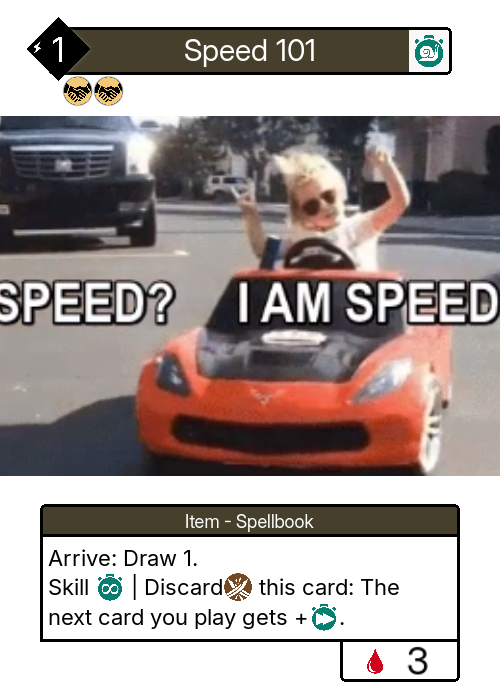 1 Speed 101
SPEED? I AM SPEED
Item - Spellbook
Arrive: Draw 1.
Skill | Discard this card: The
next card you play gets + .
3